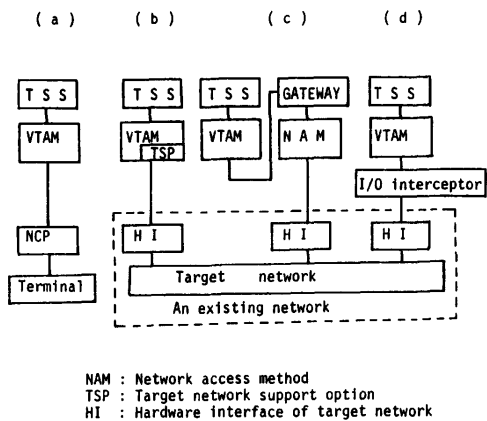 ( a ) ( b ) ( c ) ( d )
T S S T S S T S S GATEWAY T S S
VTAM VTAM VTAM N A M VTAM
TSP
I/O interceptor
NCP H I H I H I
Terminal Target network
An existing network
NAM : Network access method
TSP : Target network support option
HI : Hardware interface of target network